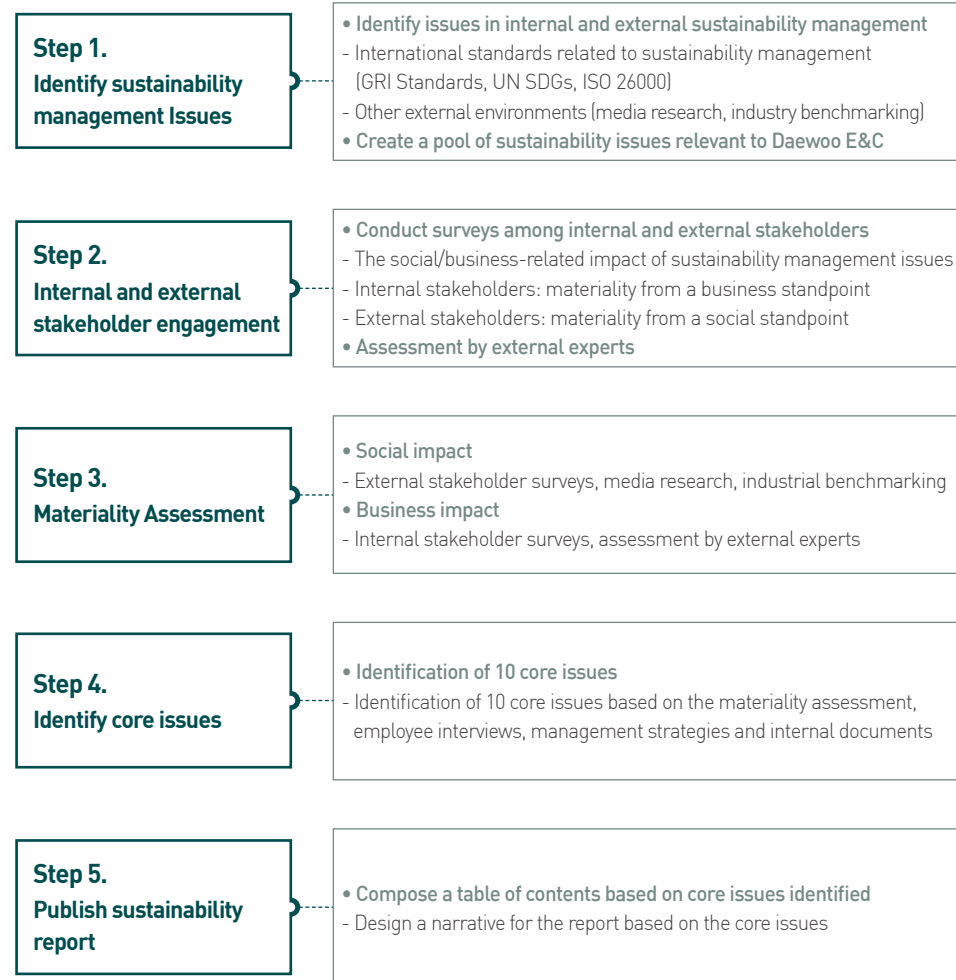 Step 1.
Identify sustainability
management Issues
• Identify issues in internal and external sustainability management
- International standards related to sustainability management
(GRI Standards, UN SDGs, ISO 26000)
- Other external environments (media research, industry benchmarking)
• Create a pool of sustainability issues relevant to Daewoo E&C
Step 2.
Internal and external
stakeholder engagement
• Conduct surveys among internal and external stakeholders
- The social/business-related impact of sustainability management issues
- Internal stakeholders: materiality from a business standpoint
- External stakeholders: materiality from a social standpoint
• Assessment by external experts
Step 3.
Materiality Assessment
• Social impact
- External stakeholder surveys, media research, industrial benchmarking
• Business impact
- Internal stakeholder surveys, assessment by external experts
Step 4.
Identify core issues
• Identification of 10 core issues
- Identification of 10 core issues based on the materiality assessment,
employee interviews, management strategies and internal documents
Step 5.
Publish sustainability
report
• Compose a table of contents based on core issues identified
- Design a narrative for the report based on the core issues